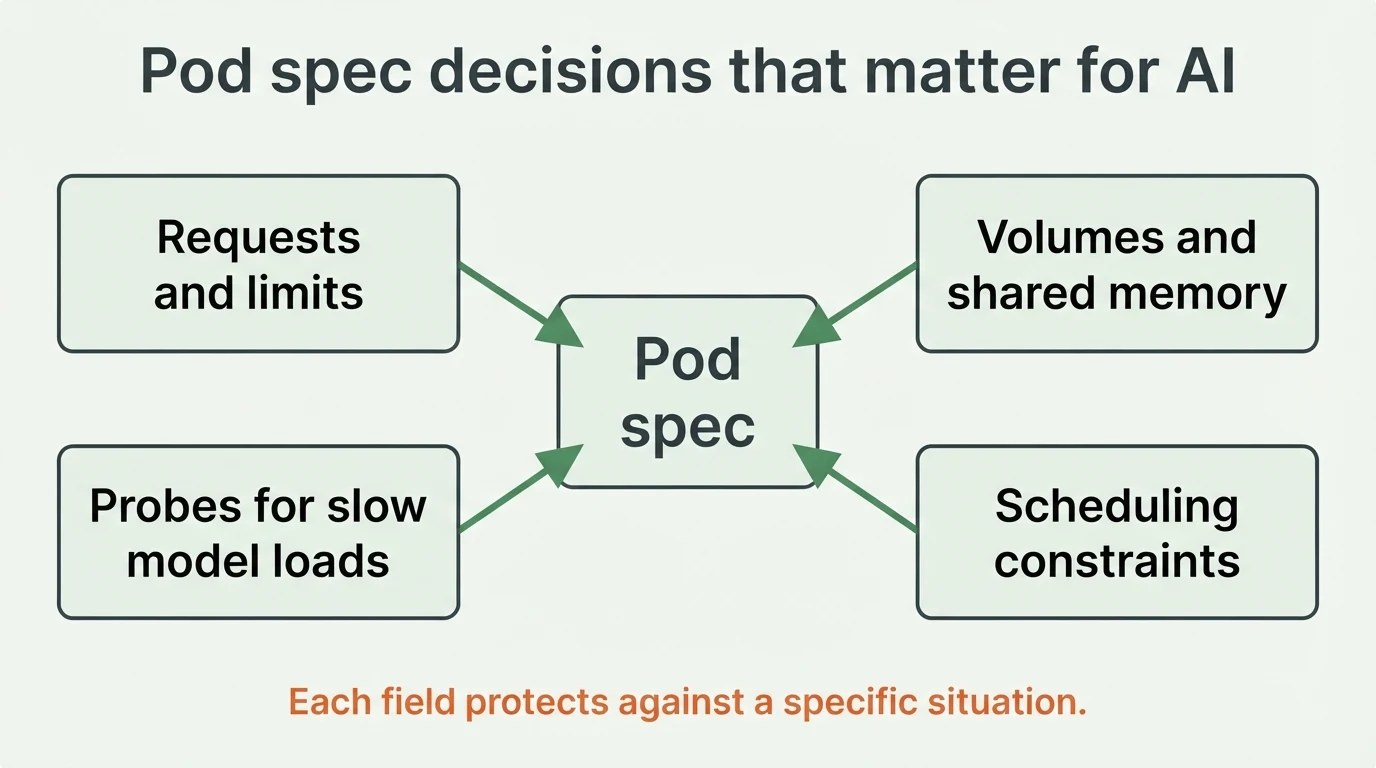 Pod spec decisions that matter for AI
Requests
and limits
Volumes and
shared memory
Pod
spec
Probes for slow
model loads
Scheduling
constraints
Each field protects against a specific situation.